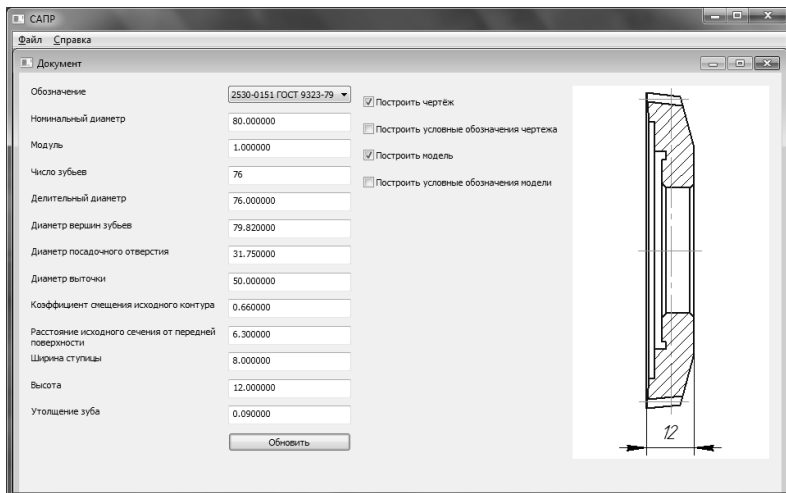 САПР
Файл Справка
Документ
Обозначение 2530-0151 ГОСТ 9323-79
Номинальный диаметр 80.000000
Модуль 1.000000
Число зубьев 76
Делительный диаметр 76.000000
Диаметр вершин зубьев 79.820000
Диаметр посадочного отверстия 31.750000
Диаметр выточки 50.000000
Коэффициент смещения исходного контура 0.660000
Расстояние исходного сечения от передней
поверхности 6.300000
Ширина ступицы 8.000000
Высота 12.000000
Утолщение зуба 0.090000
Обновить
Построить чертёж
Построить условные обозначения чертежа
Построить модель
Построить условные обозначения модели
12